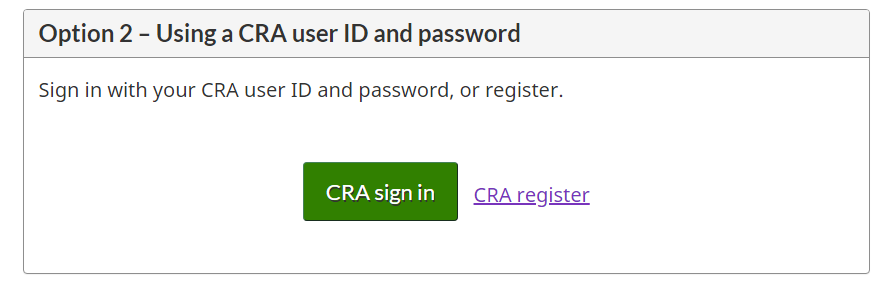 Option 2 – Using a CRA user ID and password
Sign in with your CRA user ID and password, or register.
CRA sign in CRA register